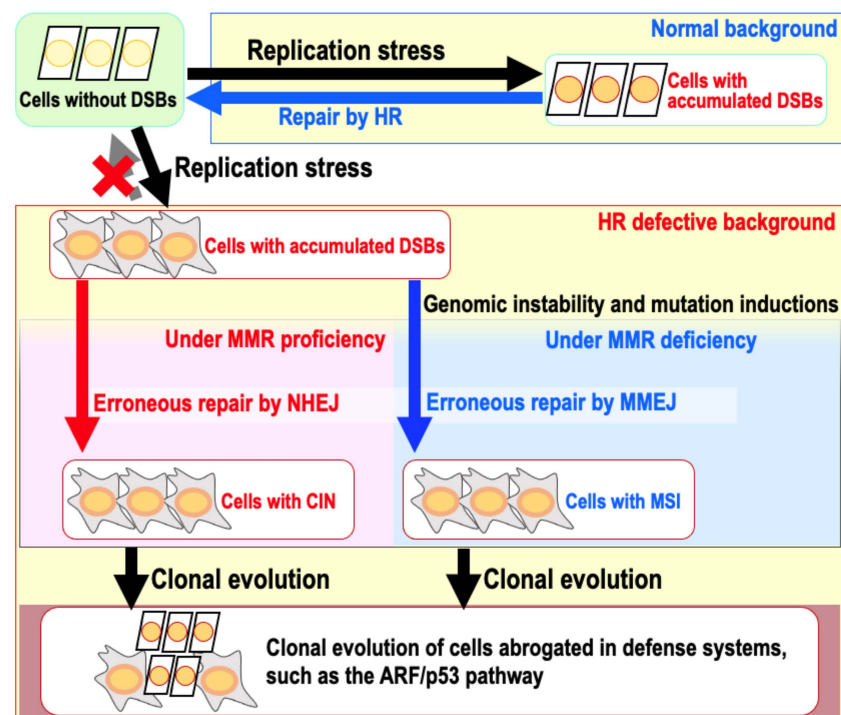 Normal background
Replication stress
Cells without DSBs
Cells with
accumulated DSBs
Repair by HR
Replication stress
HR defective background
Cells with accumulated DSBs
Genomic instability and mutation inductions
Under MMR proficiency
Under MMR deficiency
Erroneous repair by NHEJ
Erroneous repair by MMEJ
Cells with CIN
Cells with MSI
Clonal evolution
Clonal evolution
Clonal evolution of cells abrogated in defense systems,
such as the ARF/p53 pathway